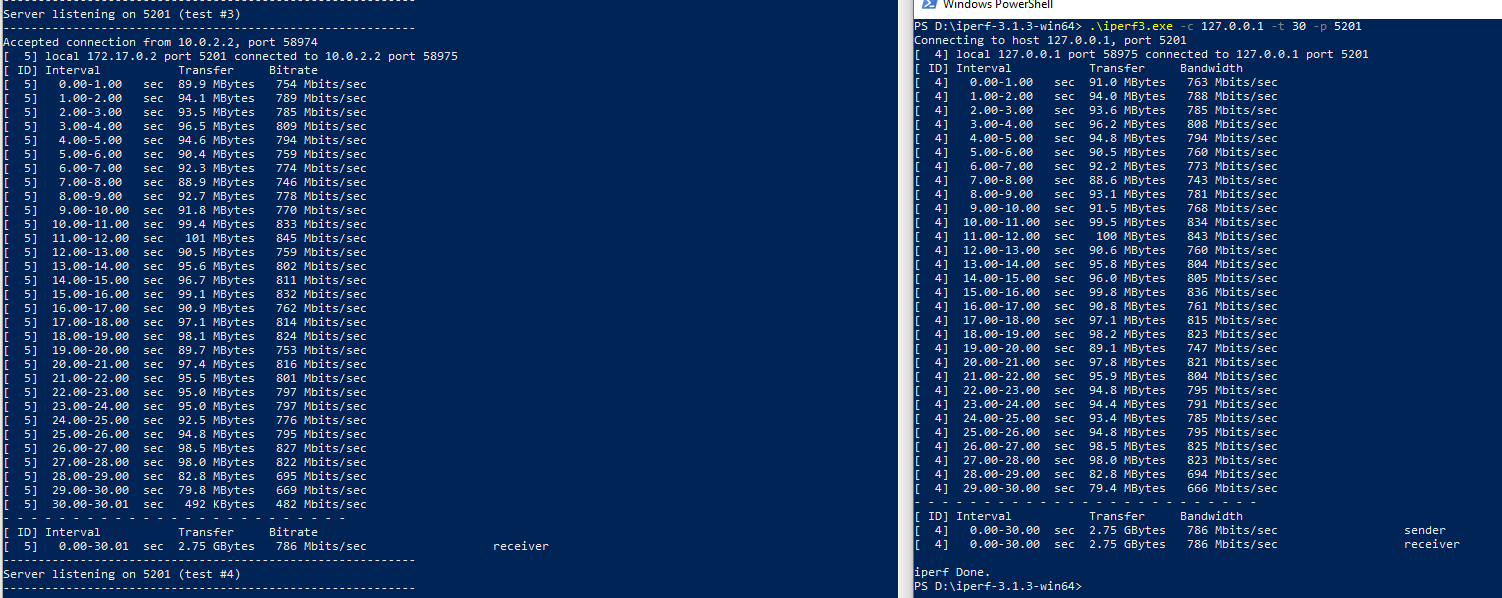 Server listening on 5201 (test #3)
-----------------------------------------------------------
Accepted connection from 10.0.2.2, port 58974
[  5] local 172.17.0.2 port 5201 connected to 10.0.2.2 port 58975
[ ID] Interval           Transfer     Bitrate
[  5]   0.00-1.00   sec  89.9 MBytes   754 Mbits/sec
[  5]   1.00-2.00   sec  94.1 MBytes   789 Mbits/sec
[  5]   2.00-3.00   sec  93.5 MBytes   785 Mbits/sec
[  5]   3.00-4.00   sec  96.5 MBytes   809 Mbits/sec
[  5]   4.00-5.00   sec  94.6 MBytes   794 Mbits/sec
[  5]   5.00-6.00   sec  90.4 MBytes   759 Mbits/sec
[  5]   6.00-7.00   sec  92.3 MBytes   774 Mbits/sec
[  5]   7.00-8.00   sec  88.9 MBytes   746 Mbits/sec
[  5]   8.00-9.00   sec  92.7 MBytes   778 Mbits/sec
[  5]   9.00-10.00  sec  91.8 MBytes   770 Mbits/sec
[  5]  10.00-11.00  sec  99.4 MBytes   833 Mbits/sec
[  5]  11.00-12.00  sec   101 MBytes   845 Mbits/sec
[  5]  12.00-13.00  sec  90.5 MBytes   759 Mbits/sec
[  5]  13.00-14.00  sec  95.6 MBytes   802 Mbits/sec
[  5]  14.00-15.00  sec  96.7 MBytes   811 Mbits/sec
[  5]  15.00-16.00  sec  99.1 MBytes   832 Mbits/sec
[  5]  16.00-17.00  sec  90.9 MBytes   762 Mbits/sec
[  5]  17.00-18.00  sec  97.1 MBytes   814 Mbits/sec
[  5]  18.00-19.00  sec  98.1 MBytes   824 Mbits/sec
[  5]  19.00-20.00  sec  89.7 MBytes   753 Mbits/sec
[  5]  20.00-21.00  sec  97.4 MBytes   816 Mbits/sec
[  5]  21.00-22.00  sec  95.5 MBytes   801 Mbits/sec
[  5]  22.00-23.00  sec  95.0 MBytes   797 Mbits/sec
[  5]  23.00-24.00  sec  95.0 MBytes   797 Mbits/sec
[  5]  24.00-25.00  sec  92.5 MBytes   776 Mbits/sec
[  5]  25.00-26.00  sec  94.8 MBytes   795 Mbits/sec
[  5]  26.00-27.00  sec  98.5 MBytes   827 Mbits/sec
[  5]  27.00-28.00  sec  98.0 MBytes   822 Mbits/sec
[  5]  28.00-29.00  sec  82.8 MBytes   695 Mbits/sec
[  5]  29.00-30.00  sec  79.8 MBytes   669 Mbits/sec
[  5]  30.00-30.01  sec   492 KBytes   482 Mbits/sec
- - - - - - - - - - - - - - - - - - - - - - - - -
[ ID] Interval           Transfer     Bitrate
[  5]   0.00-30.01  sec  2.75 GBytes   786 Mbits/sec                  receiver
-----------------------------------------------------------
Server listening on 5201 (test #4)
-----------------------------------------------------------
Windows PowerShell
PS D:\iperf-3.1.3-win64> .\iperf3.exe -c 127.0.0.1 -t 30 -p 5201
Connecting to host 127.0.0.1, port 5201
[  4] local 127.0.0.1 port 58975 connected to 127.0.0.1 port 5201
[ ID] Interval           Transfer     Bandwidth
[  4]   0.00-1.00   sec  91.0 MBytes   763 Mbits/sec
[  4]   1.00-2.00   sec  94.0 MBytes   788 Mbits/sec
[  4]   2.00-3.00   sec  93.6 MBytes   785 Mbits/sec
[  4]   3.00-4.00   sec  96.2 MBytes   808 Mbits/sec
[  4]   4.00-5.00   sec  94.8 MBytes   794 Mbits/sec
[  4]   5.00-6.00   sec  90.5 MBytes   760 Mbits/sec
[  4]   6.00-7.00   sec  92.2 MBytes   773 Mbits/sec
[  4]   7.00-8.00   sec  88.6 MBytes   743 Mbits/sec
[  4]   8.00-9.00   sec  93.1 MBytes   781 Mbits/sec
[  4]   9.00-10.00  sec  91.5 MBytes   768 Mbits/sec
[  4]  10.00-11.00  sec  99.5 MBytes   834 Mbits/sec
[  4]  11.00-12.00  sec   100 MBytes   843 Mbits/sec
[  4]  12.00-13.00  sec  90.6 MBytes   760 Mbits/sec
[  4]  13.00-14.00  sec  95.8 MBytes   804 Mbits/sec
[  4]  14.00-15.00  sec  96.0 MBytes   805 Mbits/sec
[  4]  15.00-16.00  sec  99.8 MBytes   836 Mbits/sec
[  4]  16.00-17.00  sec  90.8 MBytes   761 Mbits/sec
[  4]  17.00-18.00  sec  97.1 MBytes   815 Mbits/sec
[  4]  18.00-19.00  sec  98.2 MBytes   823 Mbits/sec
[  4]  19.00-20.00  sec  89.1 MBytes   747 Mbits/sec
[  4]  20.00-21.00  sec  97.8 MBytes   821 Mbits/sec
[  4]  21.00-22.00  sec  95.9 MBytes   804 Mbits/sec
[  4]  22.00-23.00  sec  94.8 MBytes   795 Mbits/sec
[  4]  23.00-24.00  sec  94.4 MBytes   791 Mbits/sec
[  4]  24.00-25.00  sec  93.4 MBytes   785 Mbits/sec
[  4]  25.00-26.00  sec  94.8 MBytes   795 Mbits/sec
[  4]  26.00-27.00  sec  98.5 MBytes   825 Mbits/sec
[  4]  27.00-28.00  sec  98.0 MBytes   823 Mbits/sec
[  4]  28.00-29.00  sec  82.8 MBytes   694 Mbits/sec
[  4]  29.00-30.00  sec  79.4 MBytes   666 Mbits/sec
- - - - - - - - - - - - - - - - - - - - - - - - -
[ ID] Interval           Transfer     Bandwidth
[  4]   0.00-30.00  sec  2.75 GBytes   786 Mbits/sec                  sender
[  4]   0.00-30.00  sec  2.75 GBytes   786 Mbits/sec                  receiver
iperf Done.
PS D:\iperf-3.1.3-win64>